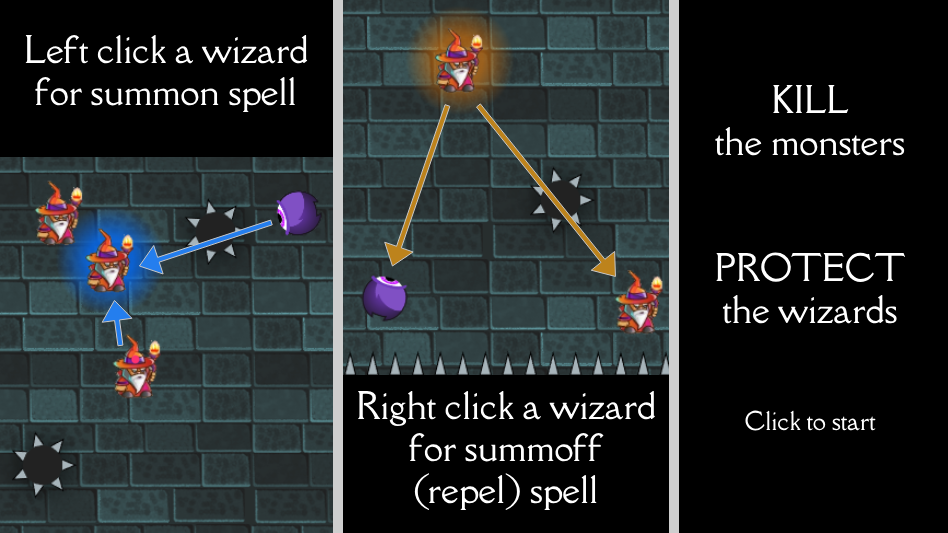 Left click a wizard
for summon spell
Right click a wizard
for summoff
(repel) spell
KILL
the monsters
PROTECT
the wizards
Click to start